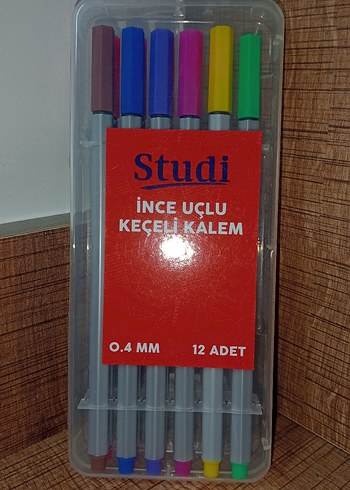 Studi
İNCE UÇLU
KEÇELİ KALEM
0.4 MM 12 ADET